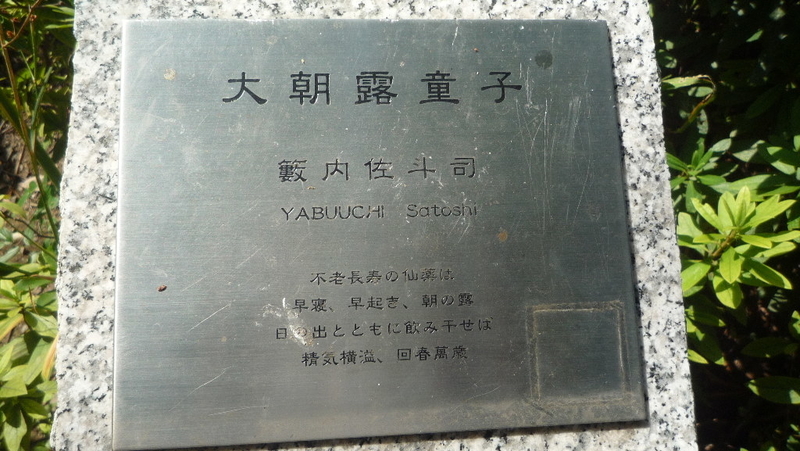 大朝露童子
籔内佐斗司
YABUUCHI Satoshi
不老長寿の仙薬は
早寝、早起き、朝の露
日の出とともに飲み干せば
精気横溢、回春萬歳